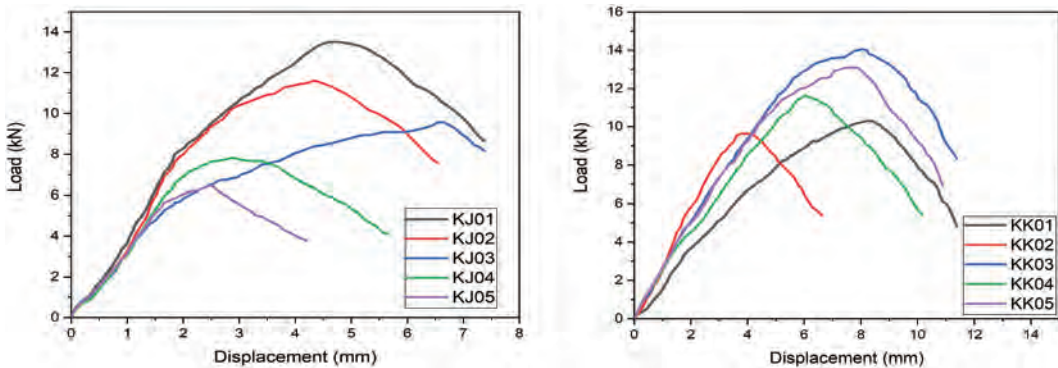 14
12
10
8
6
4
2
0
Load (kN)
0 1 2 3 4 5 6 7 8
Displacement (mm)
KJ01
KJ02
KJ03
KJ04
KJ05
16
14
12
10
8
6
4
2
0
Load (kN)
0 2 4 6 8 10 12 14
Displacement (mm)
KK01
KK02
KK03
KK04
KK05